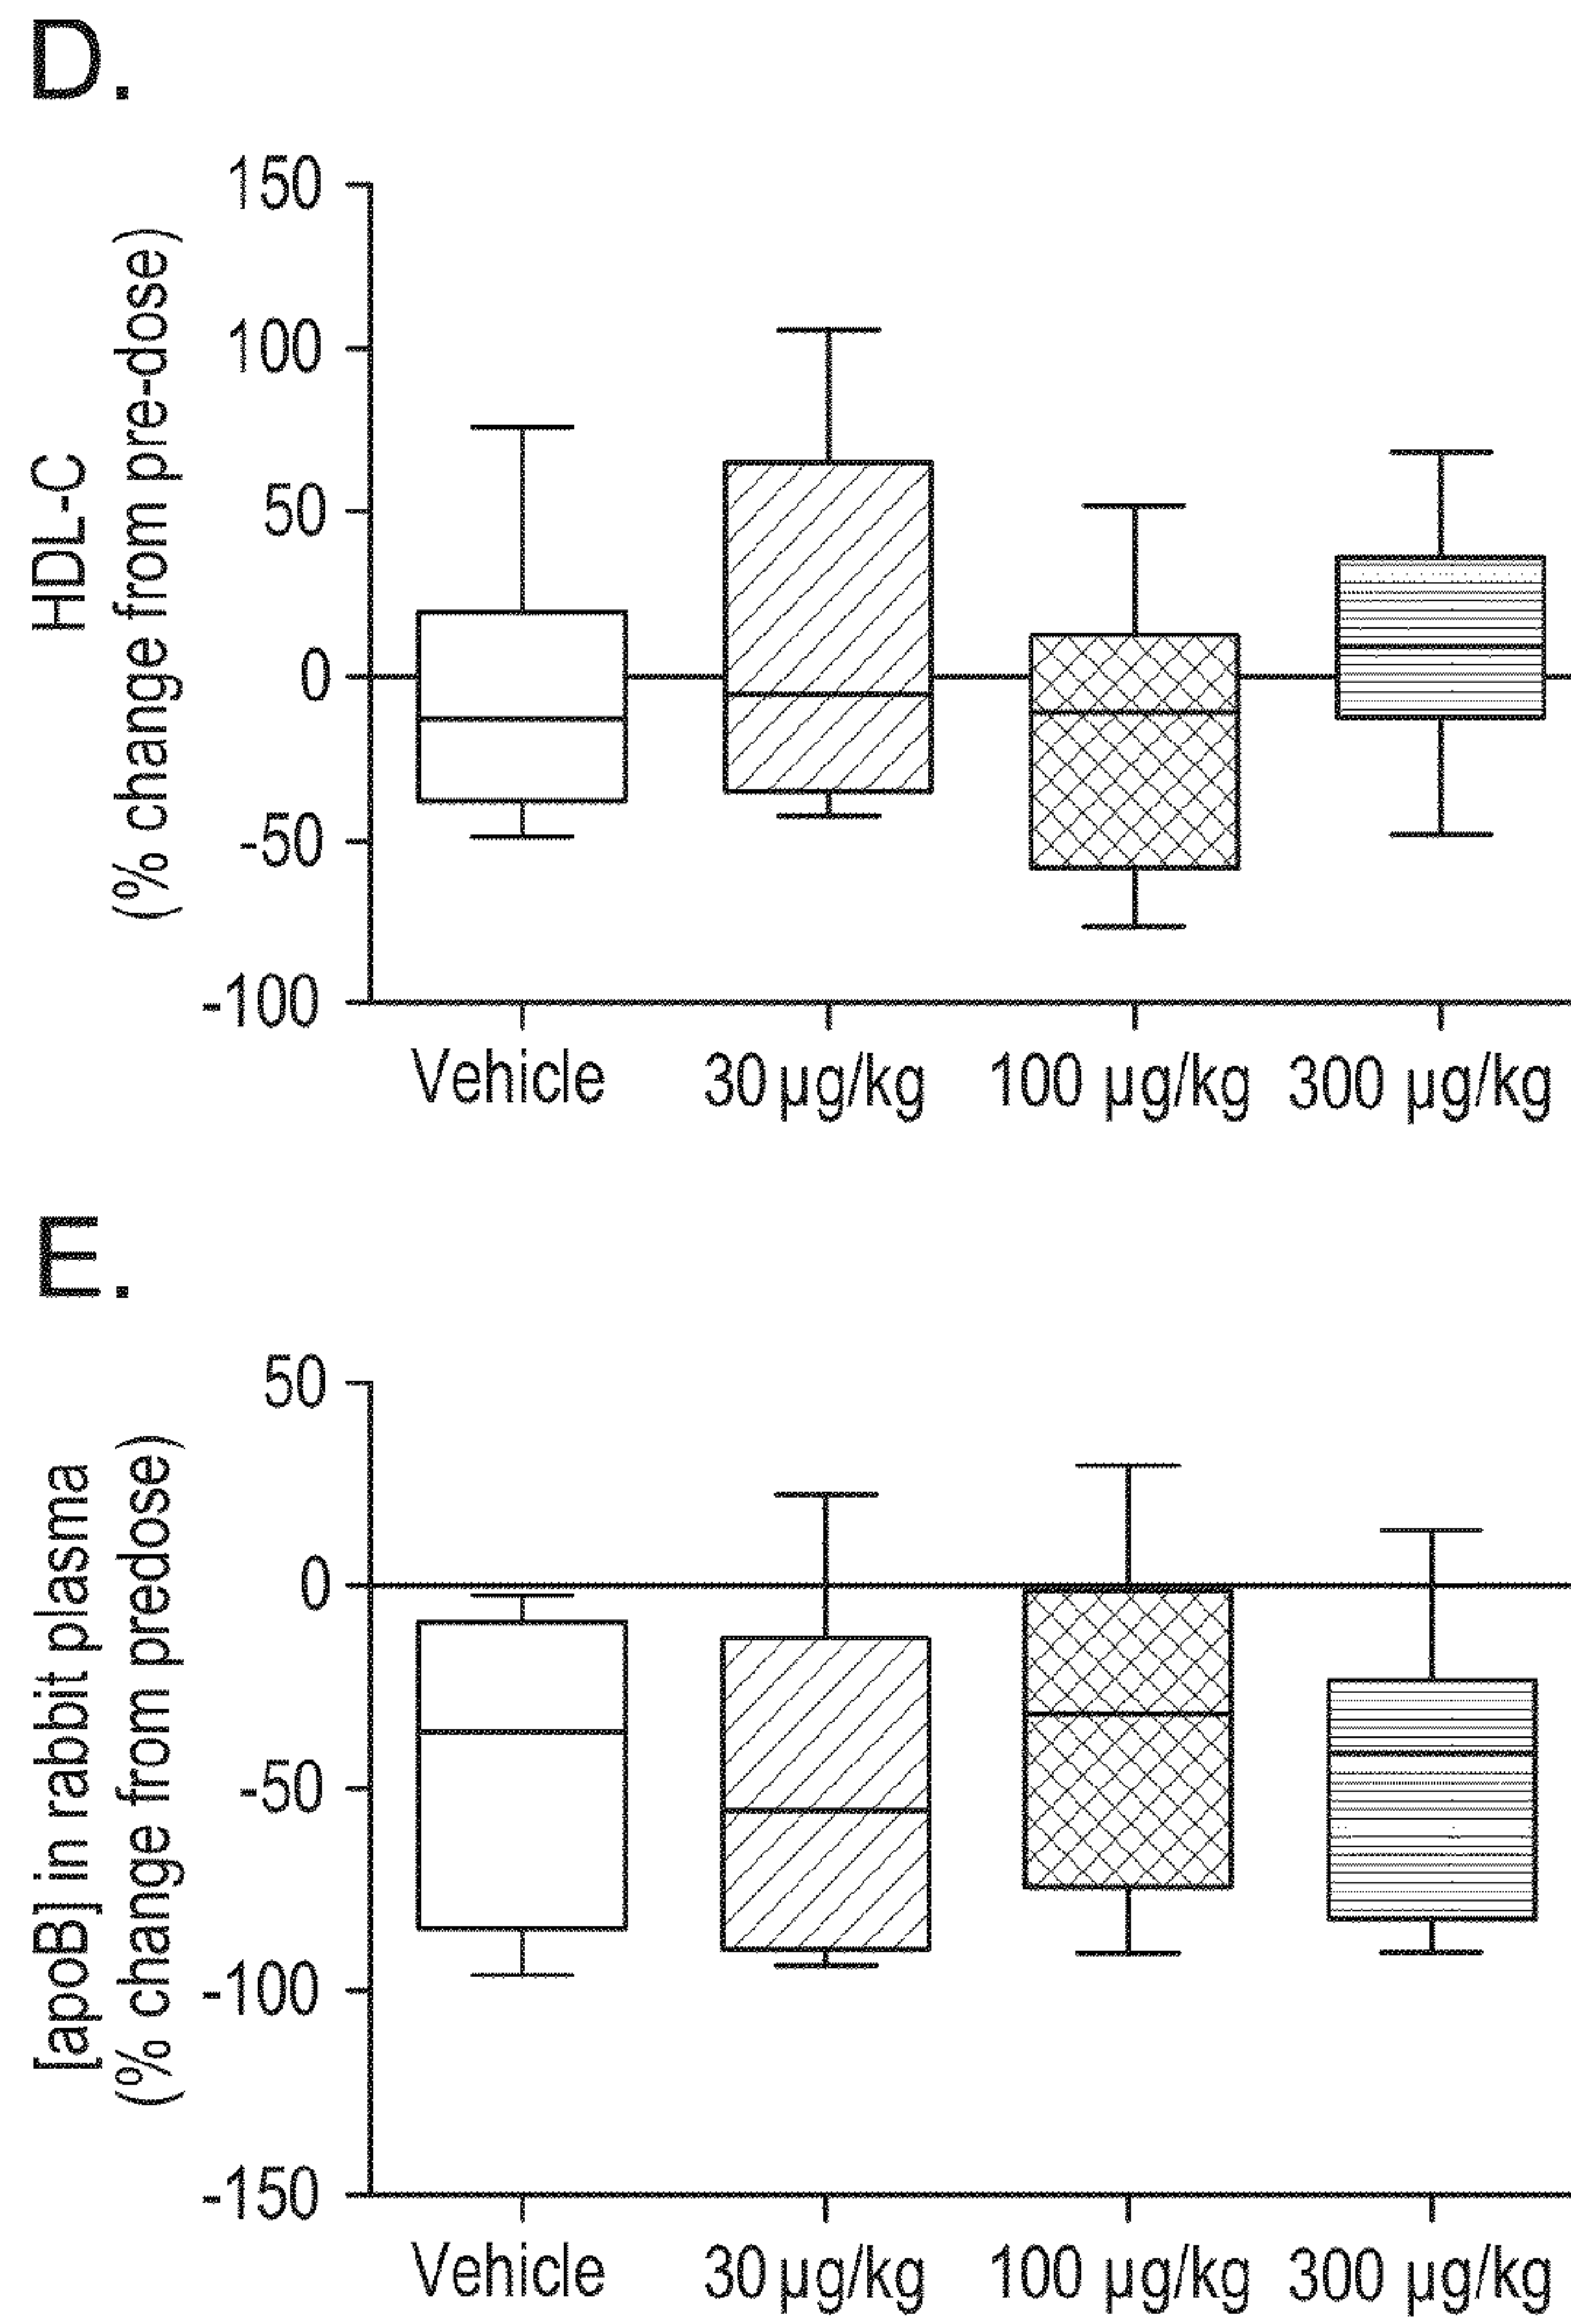 D.
HDL-C
(% change from pre-dose)
150
100
50
0
-50
-100
Vehicle 30 µg/kg 100 µg/kg 300 µg/kg
E.
[apoB] in rabbit plasma
(% change from predose)
50
0
-50
-100
-150
Vehicle 30 µg/kg 100 µg/kg 300 µg/kg